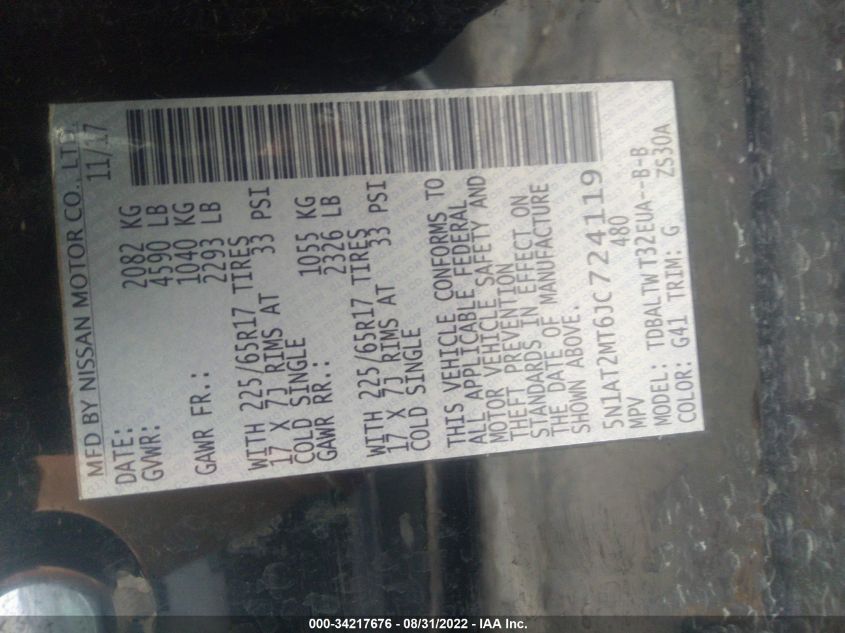 MFD BY NISSAN MOTOR CO., LTD.
DATE: 11/17
GVWR: 2082 KG
4590 LB
GAWR FR.: 1040 KG
2293 LB
WITH 225/65R17 TIRES
17 X 7J RIMS AT 33 PSI
COLD SINGLE
GAWR RR.: 1055 KG
2326 LB
WITH 225/65R17 TIRES
17 X 7J RIMS AT 33 PSI
COLD SINGLE
THIS VEHICLE CONFORMS TO
ALL APPLICABLE FEDERAL
MOTOR VEHICLE SAFETY AND
THEFT PREVENTION
STANDARDS IN EFFECT ON
THE DATE OF MANUFACTURE
SHOWN ABOVE.
5N1AT2MT6JC724119
MPV 480
MODEL: TDBALTW T32EUA--B-B
COLOR: G41 TRIM: G ZS30A
000-34217676 - 08/31/2022 - IAA Inc.